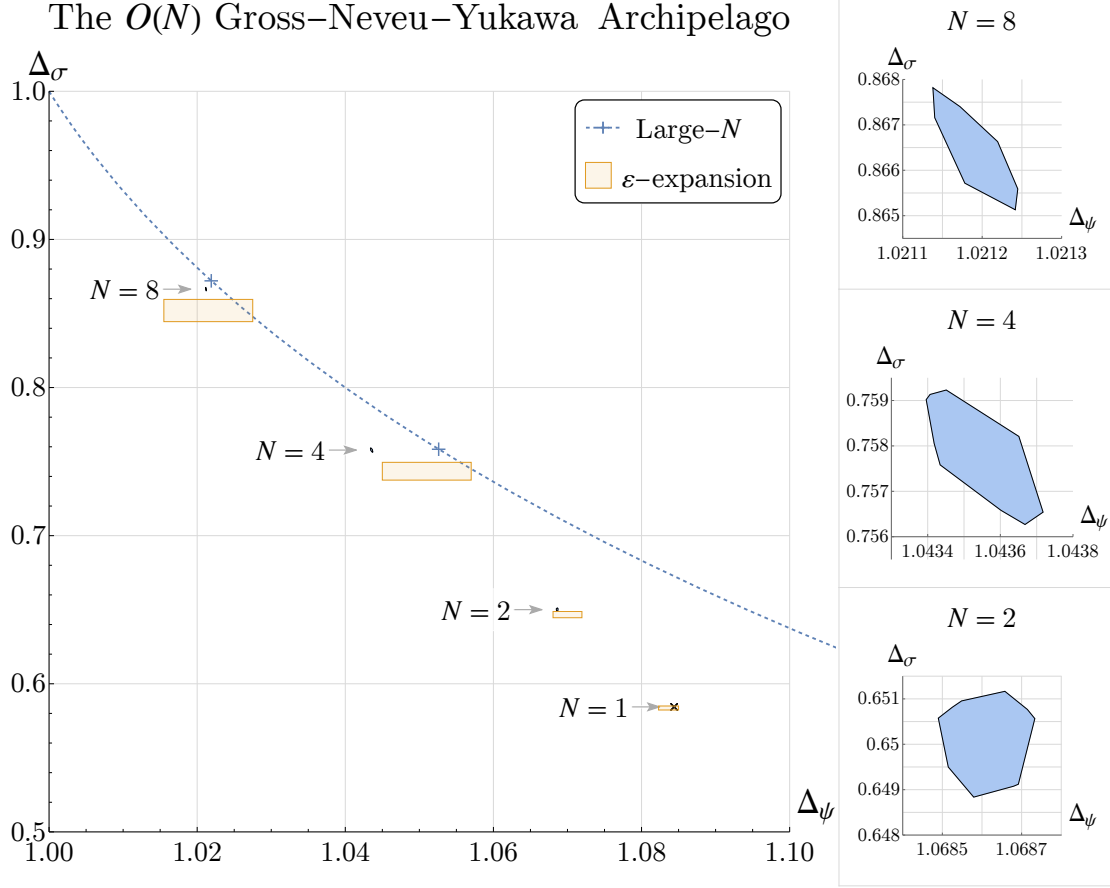 The O(N) Gross–Neveu–Yukawa Archipelago
Δσ
1.0
0.9
0.8
0.7
0.6
0.5
1.00
1.02
1.04
1.06
1.08
1.10
Δψ
Large–N
ε–expansion
N = 8
N = 4
N = 2
N = 1
N = 8
Δσ
0.868
0.867
0.866
0.865
Δψ
1.0211
1.0212
1.0213
N = 4
Δσ
0.759
0.758
0.757
0.756
Δψ
1.0434
1.0436
1.0438
N = 2
Δσ
0.651
0.65
0.649
0.648
Δψ
1.0685
1.0687